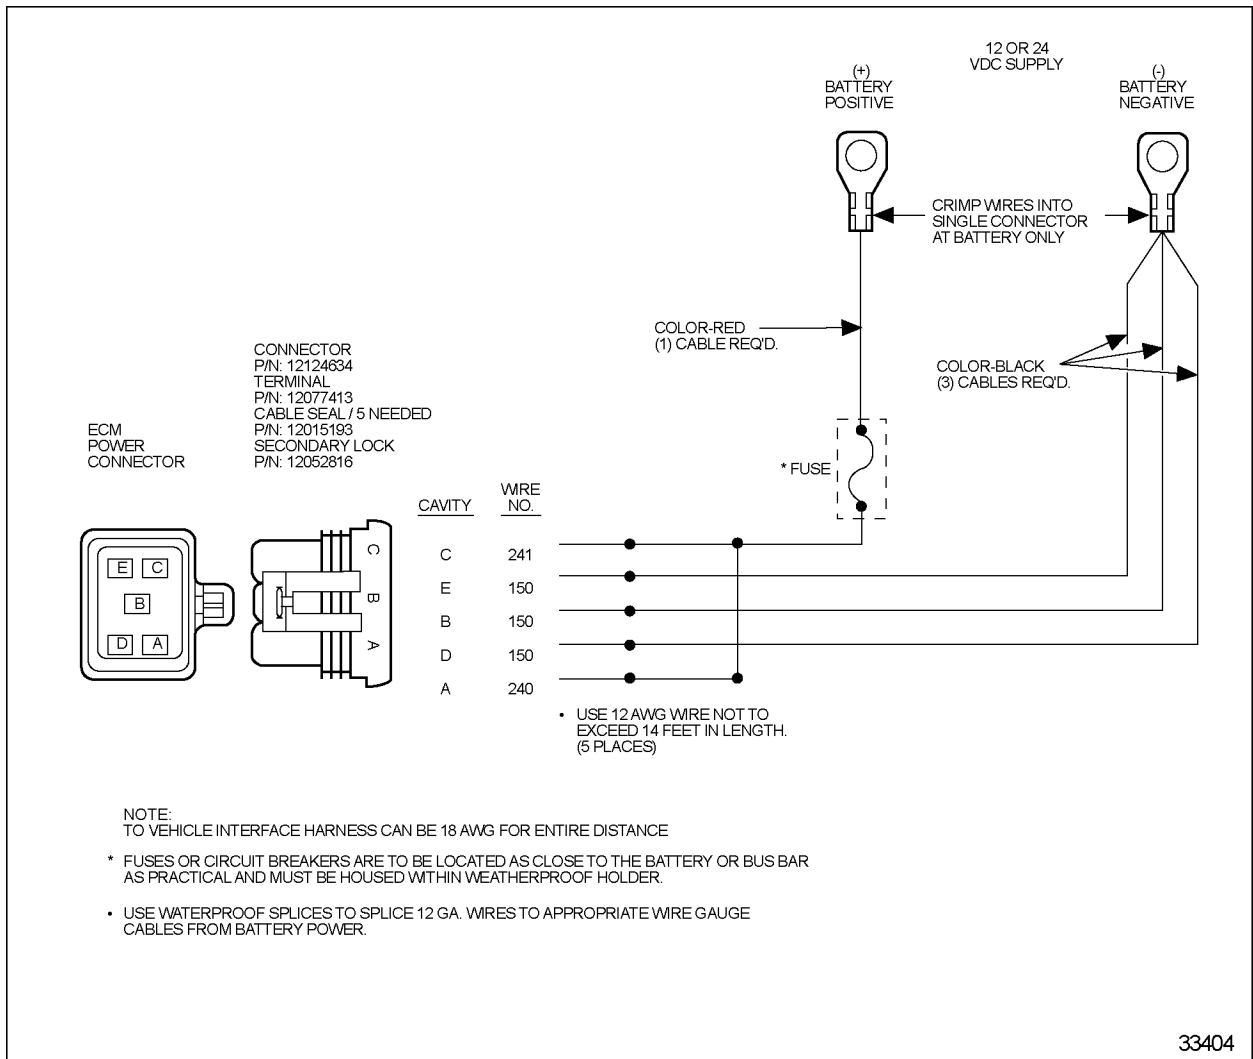 12 OR 24
VDC SUPPLY
(+)
BATTERY
POSITIVE
(-)
BATTERY
NEGATIVE
CRIMP WIRES INTO
SINGLE CONNECTOR
AT BATTERY ONLY
COLOR-RED
(1) CABLE REQ'D.
COLOR-BLACK
(3) CABLES REQ'D.
CONNECTOR
P/N: 12124634
TERMINAL
P/N: 12077413
CABLE SEAL / 5 NEEDED
P/N: 12015193
SECONDARY LOCK
P/N: 12052816
ECM
POWER
CONNECTOR
* FUSE
CAVITY WIRE NO.
C 241
E 150
B 150
D 150
A 240
E C
B
D A
C
B
A
• USE 12 AWG WIRE NOT TO
EXCEED 14 FEET IN LENGTH.
(5 PLACES)
NOTE:
TO VEHICLE INTERFACE HARNESS CAN BE 18 AWG FOR ENTIRE DISTANCE
* FUSES OR CIRCUIT BREAKERS ARE TO BE LOCATED AS CLOSE TO THE BATTERY OR BUS BAR
AS PRACTICAL AND MUST BE HOUSED WITHIN WEATHERPROOF HOLDER.
• USE WATERPROOF SPLICES TO SPLICE 12 GA. WIRES TO APPROPRIATE WIRE GAUGE
CABLES FROM BATTERY POWER.
33404